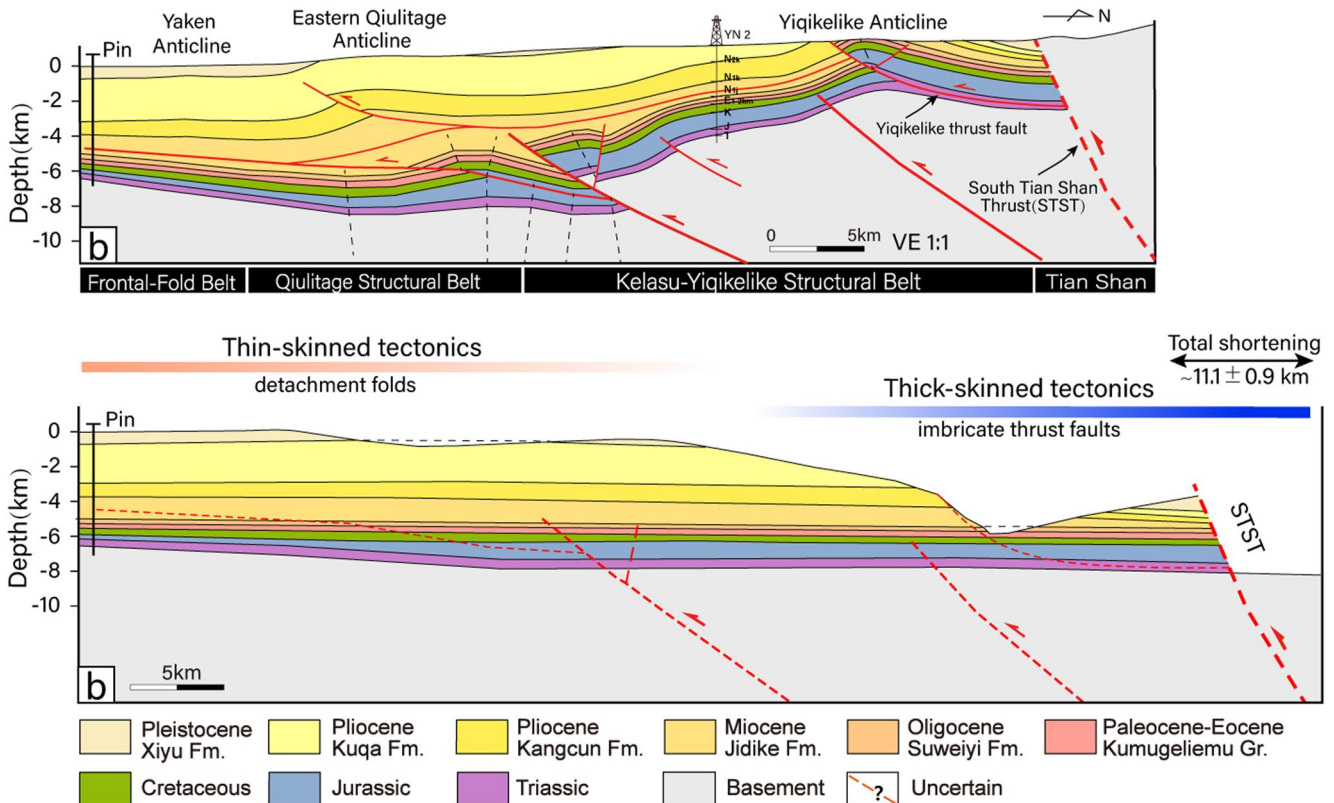 Yaken
Anticline
Eastern Qiulitage
Anticline
YN 2
Yiqikelike Anticline
N
Pin
N2k
N1k
N1j
E1-2km
K
J
T
Yiqikelike thrust fault
South Tian Shan
Thrust(STST)
Depth(km)
0
-2
-4
-6
-8
-10
b
0 5km VE 1:1
Frontal-Fold Belt
Qiulitage Structural Belt
Kelasu-Yiqikelike Structural Belt
Tian Shan
Thin-skinned tectonics
detachment folds
Total shortening
~11.1 ± 0.9 km
Thick-skinned tectonics
imbricate thrust faults
Pin
Depth(km)
0
-2
-4
-6
-8
-10
STST
b
5km
Pleistocene
Xiyu Fm.
Pliocene
Kuqa Fm.
Pliocene
Kangcun Fm.
Miocene
Jidike Fm.
Oligocene
Suweiyi Fm.
Paleocene-Eocene
Kumugeliemu Gr.
Cretaceous
Jurassic
Triassic
Basement
? Uncertain